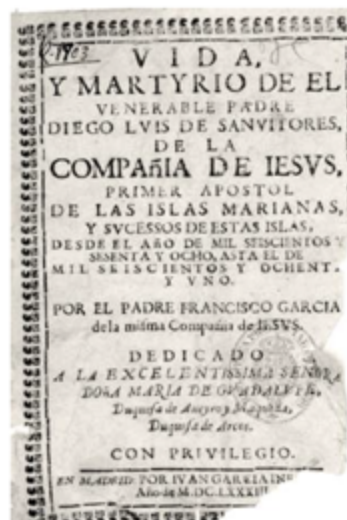 VIDA,
Y MARTYRIO DE EL
VENERABLE PADRE
DIEGO LVIS DE SANVITORES,
DE LA
COMPAñIA DE IESVS,
PRIMER APOSTOL
DE LAS ISLAS MARIANAS,
Y SVCESSOS DE ESTAS ISLAS,
DESDE EL AÑO DE MIL SEISCIENTOS Y
SESENTA Y OCHO, ASTA EL DE
MIL SEISCIENTOS Y OCHENT.
Y VNO.
POR EL PADRE FRANCISCO GARCIA
de la misma Compañia de IESVS.
DEDICADO
A LA EXCELENTISSIMA SEñORA
DOñA MARIA DE GVADALVPE,
Duquesa de Aueyro y Maqueda,
Duquesa de Arcos.
CON PRIVILEGIO.
EN MADRID: POR IVAN GARCIA
Año de M.DC.LXXXIII